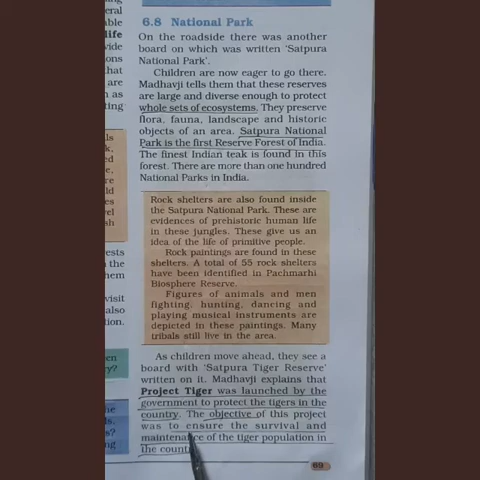 6.8 National Park
On the roadside there was another
board on which was written 'Satpura
National Park'.
Children are now eager to go there.
Madhavji tells them that these reserves
are large and diverse enough to protect
whole sets of ecosystems. They preserve
flora, fauna, landscape and historic
objects of an area. Satpura National
Park is the first Reserve Forest of India.
The finest Indian teak is found in this
forest. There are more than one hundred
National Parks in India.
Rock shelters are also found inside
the Satpura National Park. These are
evidences of prehistoric human life
in these jungles. These give us an
idea of the life of primitive people.
Rock paintings are found in these
shelters. A total of 55 rock shelters
have been identified in Pachmarhi
Biosphere Reserve.
Figures of animals and men
fighting, hunting, dancing and
playing musical instruments are
depicted in these paintings. Many
tribals still live in the area.
As children move ahead, they see a
board with 'Satpura Tiger Reserve'
written on it. Madhavji explains that
Project Tiger was launched by the
government to protect the tigers in the
country. The objective of this project
was to ensure the survival and
maintenance of the tiger population in
the
69